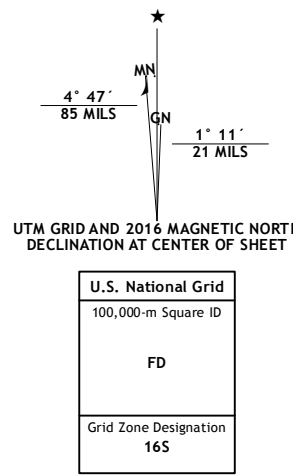 MN
4° 47´
85 MILS
GN
1° 11´
21 MILS
UTM GRID AND 2016 MAGNETIC NORTH
DECLINATION AT CENTER OF SHEET
U.S. National Grid
100,000-m Square ID
FD
Grid Zone Designation
16S